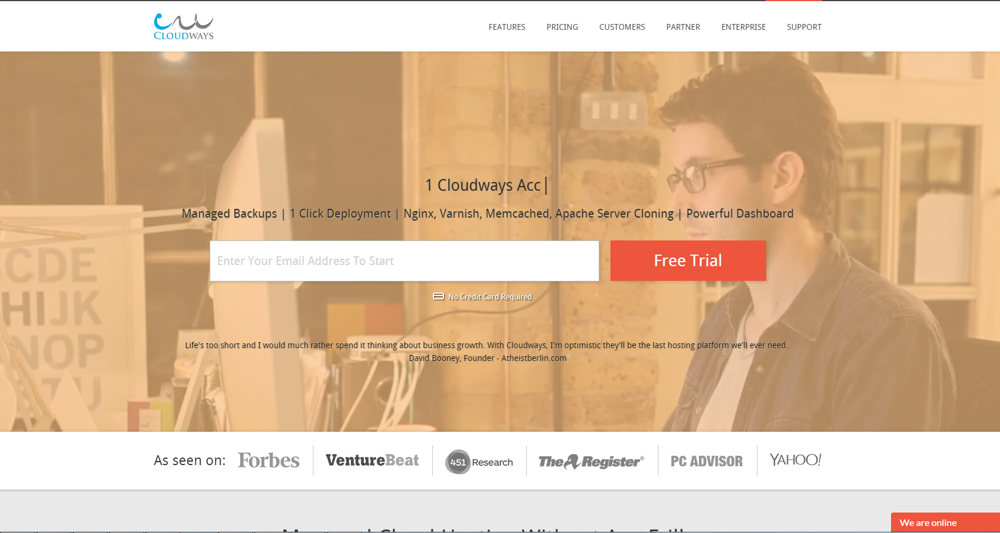 CLOUDWAYS
FEATURES PRICING CUSTOMERS PARTNER ENTERPRISE SUPPORT
1 Cloudways Acc
Managed Backups | 1 Click Deployment | Nginx, Varnish, Memcached, Apache Server Cloning | Powerful Dashboard
Enter Your Email Address To Start
Free Trial
No Credit Card Required
Life's too short and I would much rather spend it thinking about business growth. With Cloudways, I'm optimistic they'll be the last hosting platform we'll ever need.
David Booney, Founder - Atheistberlin.com
CDE
HIJK
NOP
TU
As seen on: Forbes VentureBeat 451 Research The Register® PC ADVISOR YAHOO!
We are online